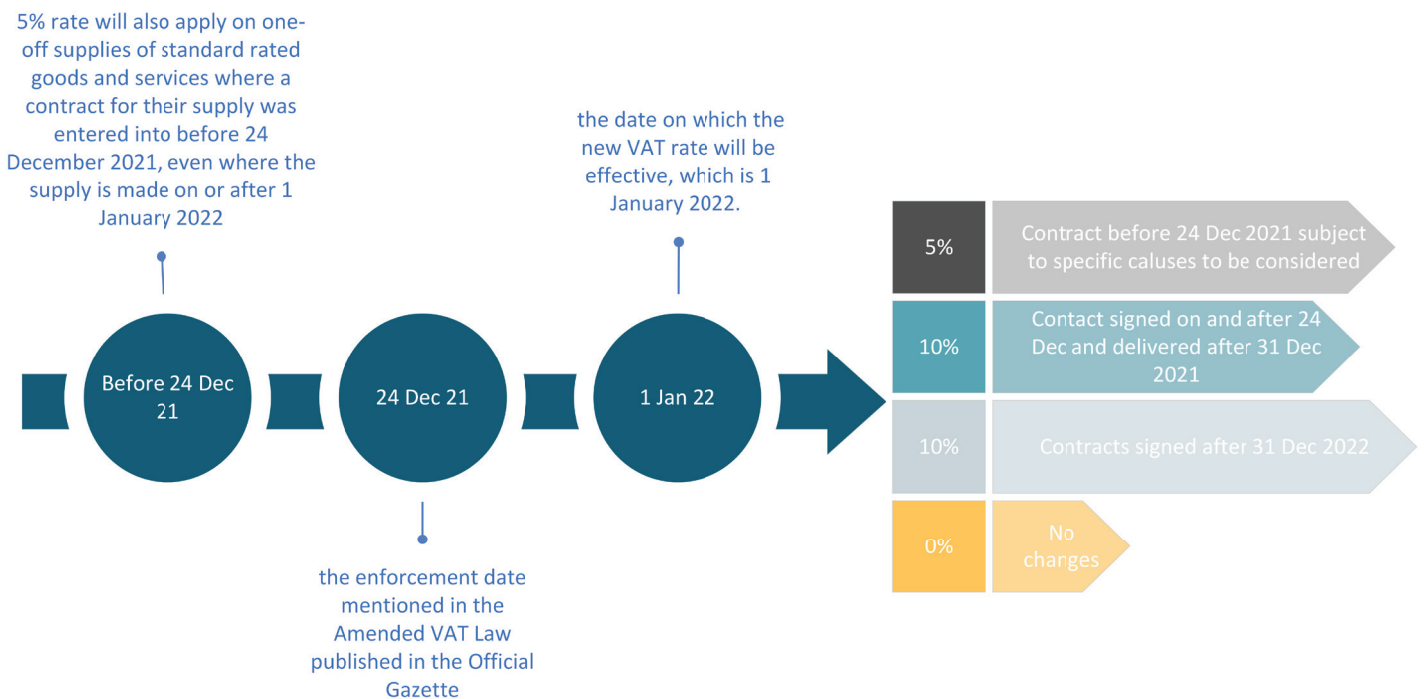 5% rate will also apply on one-
off supplies of standard rated
goods and services where a
contract for their supply was
entered into before 24
December 2021, even where the
supply is made on or after 1
January 2022
the date on which the
new VAT rate will be
effective, which is 1
January 2022.
Before 24 Dec
21
24 Dec 21
1 Jan 22
the enforcement date
mentioned in the
Amended VAT Law
published in the Official
Gazette
5%
Contract before 24 Dec 2021 subject
to specific caluses to be considered
10%
Contact signed on and after 24
Dec and delivered after 31 Dec
2021
10%
Contracts signed after 31 Dec 2022
0%
No
changes